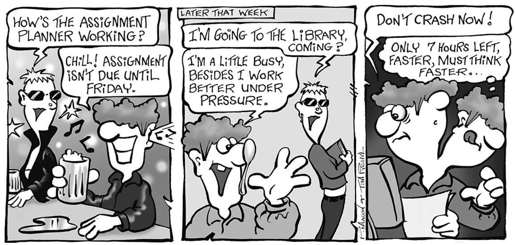 HOW'S THE ASSIGNMENT
PLANNER WORKING?
CHILL! ASSIGNMENT
ISN'T DUE UNTIL
FRIDAY.
LATER THAT WEEK
I'M GOING TO THE LIBRARY,
COMING?
I'M A LITTLE BUSY,
BESIDES I WORK
BETTER UNDER
PRESSURE.
DON'T CRASH NOW!
ONLY 7 HOURS LEFT,
FASTER, MUST THINK
FASTER...